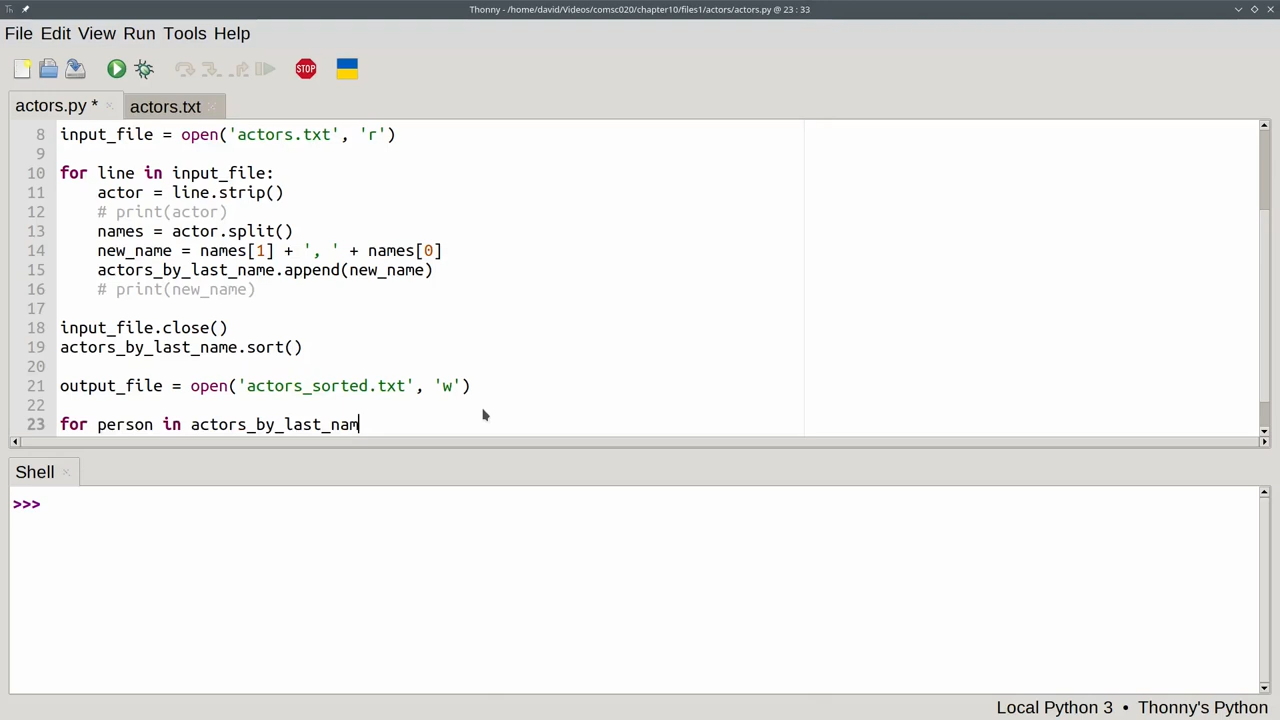 Thonny - /home/david/Videos/comsc020/chapter10/files1/actors/actors.py @ 23 : 33
File Edit View Run Tools Help
STOP
actors.py * actors.txt
8 input_file = open('actors.txt', 'r')
9
10 for line in input_file:
11     actor = line.strip()
12     # print(actor)
13     names = actor.split()
14     new_name = names[1] + ', ' + names[0]
15     actors_by_last_name.append(new_name)
16     # print(new_name)
17
18 input_file.close()
19 actors_by_last_name.sort()
20
21 output_file = open('actors_sorted.txt', 'w')
22
23 for person in actors_by_last_nam
Shell
>>>
Local Python 3 • Thonny's Python